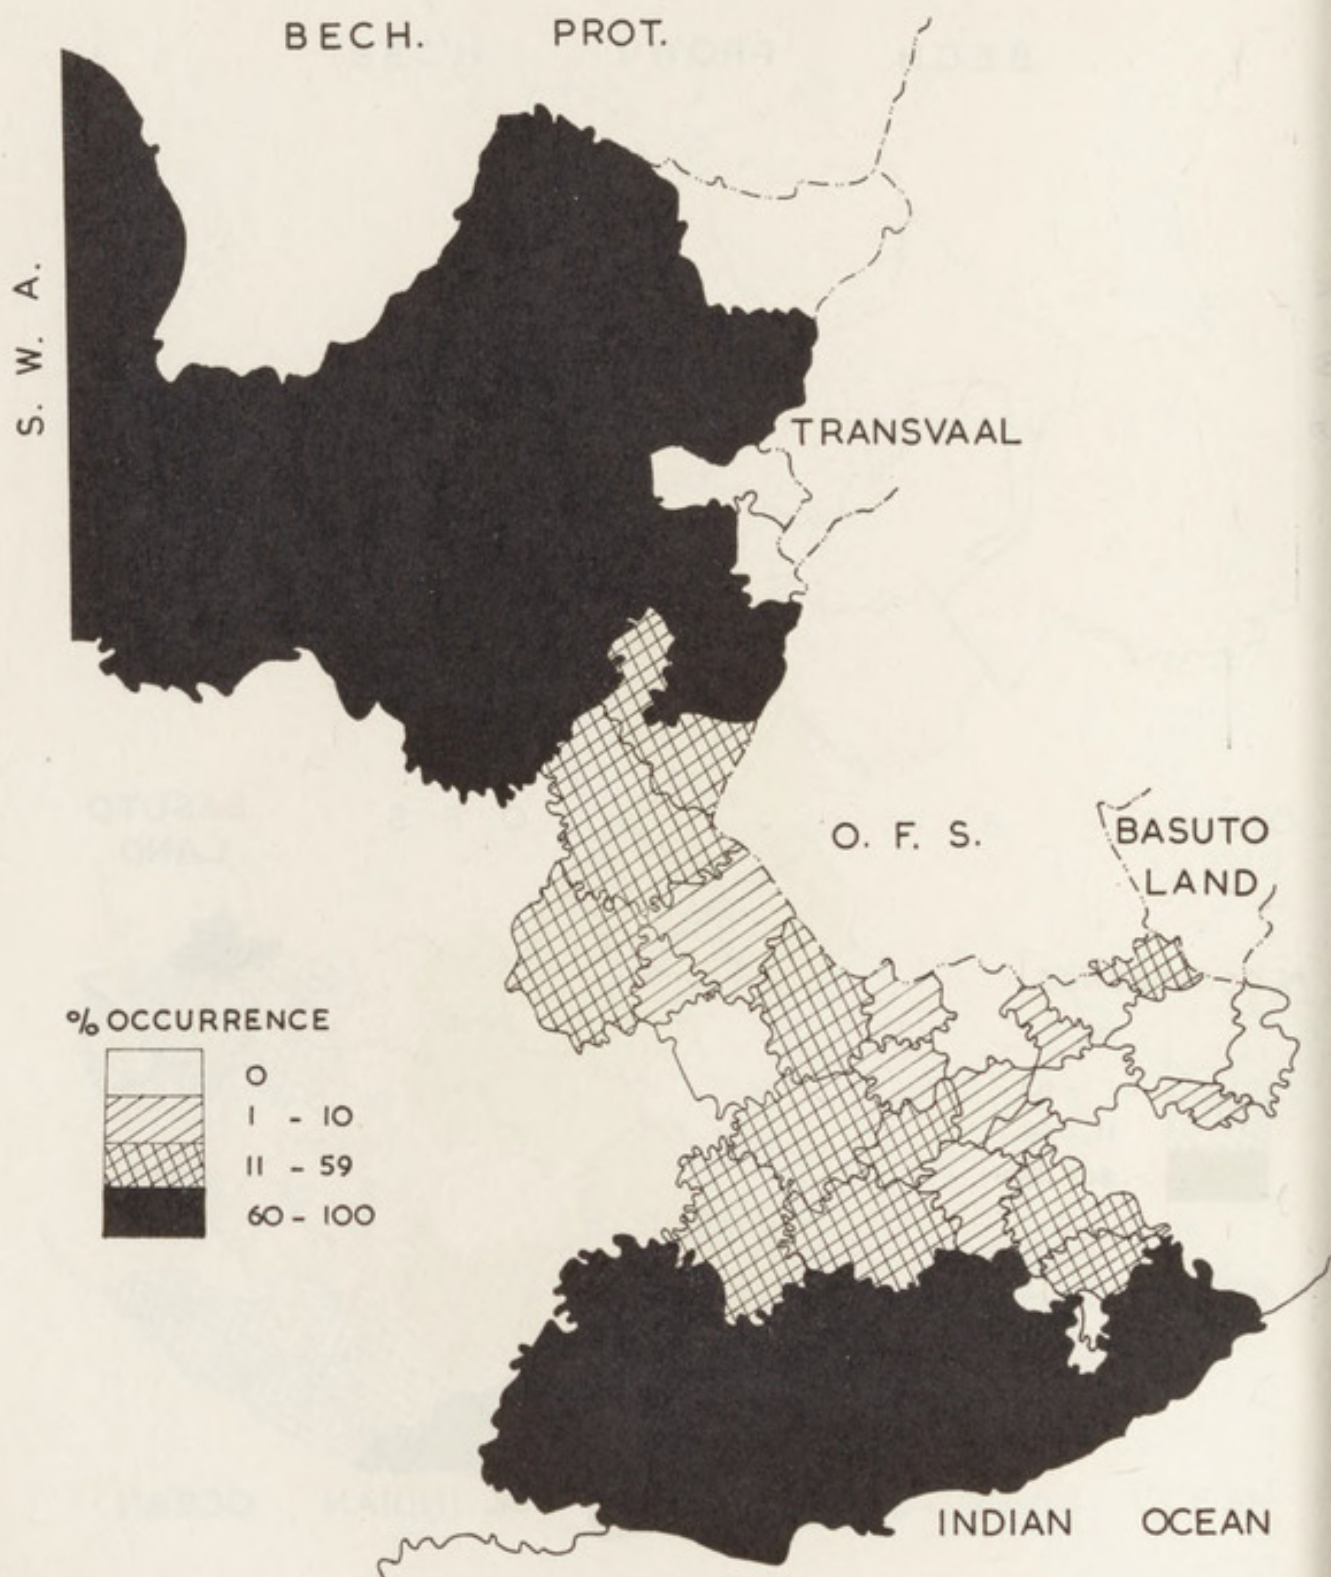 BECH. PROT.
S. W. A.
TRANSVAAL
O. F. S.
BASUTO
LAND
% OCCURRENCE
0
1 - 10
11 - 59
60 - 100
INDIAN OCEAN